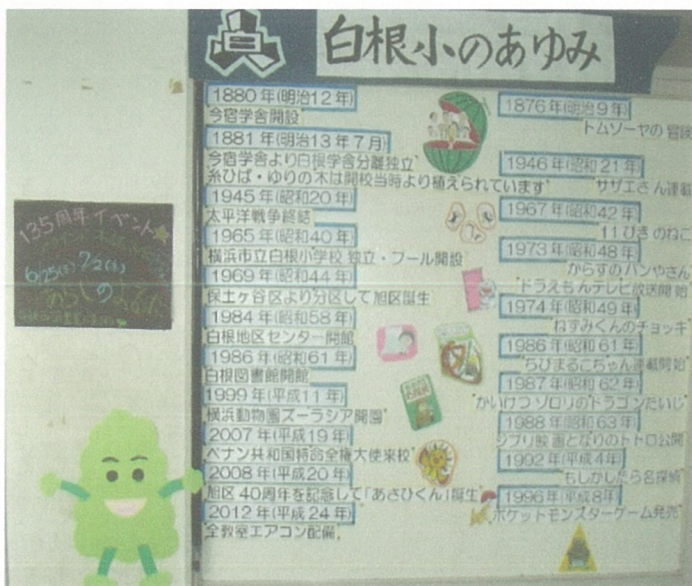 白根小のあゆみ
1880年(明治12年)
今宿学舎開設
1881年(明治13年7月)
今宿学舎より白根学舎分離独立
糸ひば・ゆりの木は開校当時より植えられています
1945年(昭和20年)
太平洋戦争終結
1965年(昭和40年)
横浜市立白根小学校 独立・プール開設
1969年(昭和44年)
保土ヶ谷区より分区して旭区誕生
1984年(昭和58年)
白根地区センター開館
1986年(昭和61年)
白根図書館開館
1999年(平成11年)
横浜動物園ズーラシア開園
2007年(平成19年)
ベナン共和国特命全権大使来校
2008年(平成20年)
旭区40周年を記念して「あさひくん」誕生
2012年(平成24年)
全教室エアコン配備
1876年(明治9年)
トムソーヤの冒険
1946年(昭和21年)
サザエさん連載
1967年(昭和42年)
11ぴきのねこ
1973年(昭和48年)
からすのパンやさん
ドラえもんテレビ放送開始
1974年(昭和49年)
ねずみくんのチョッキ
1986年(昭和61年)
ちびまるこちゃん連載開始
1987年(昭和62年)
かいけつゾロリのドラゴンたいじ
1988年(昭和63年)
ジブリ映画となりのトトロ公開
1992年(平成4年)
もしかしたら名探偵
1996年(平成8年)
ポケットモンスターゲーム発売
135周年イベント
6/25 7/2
の